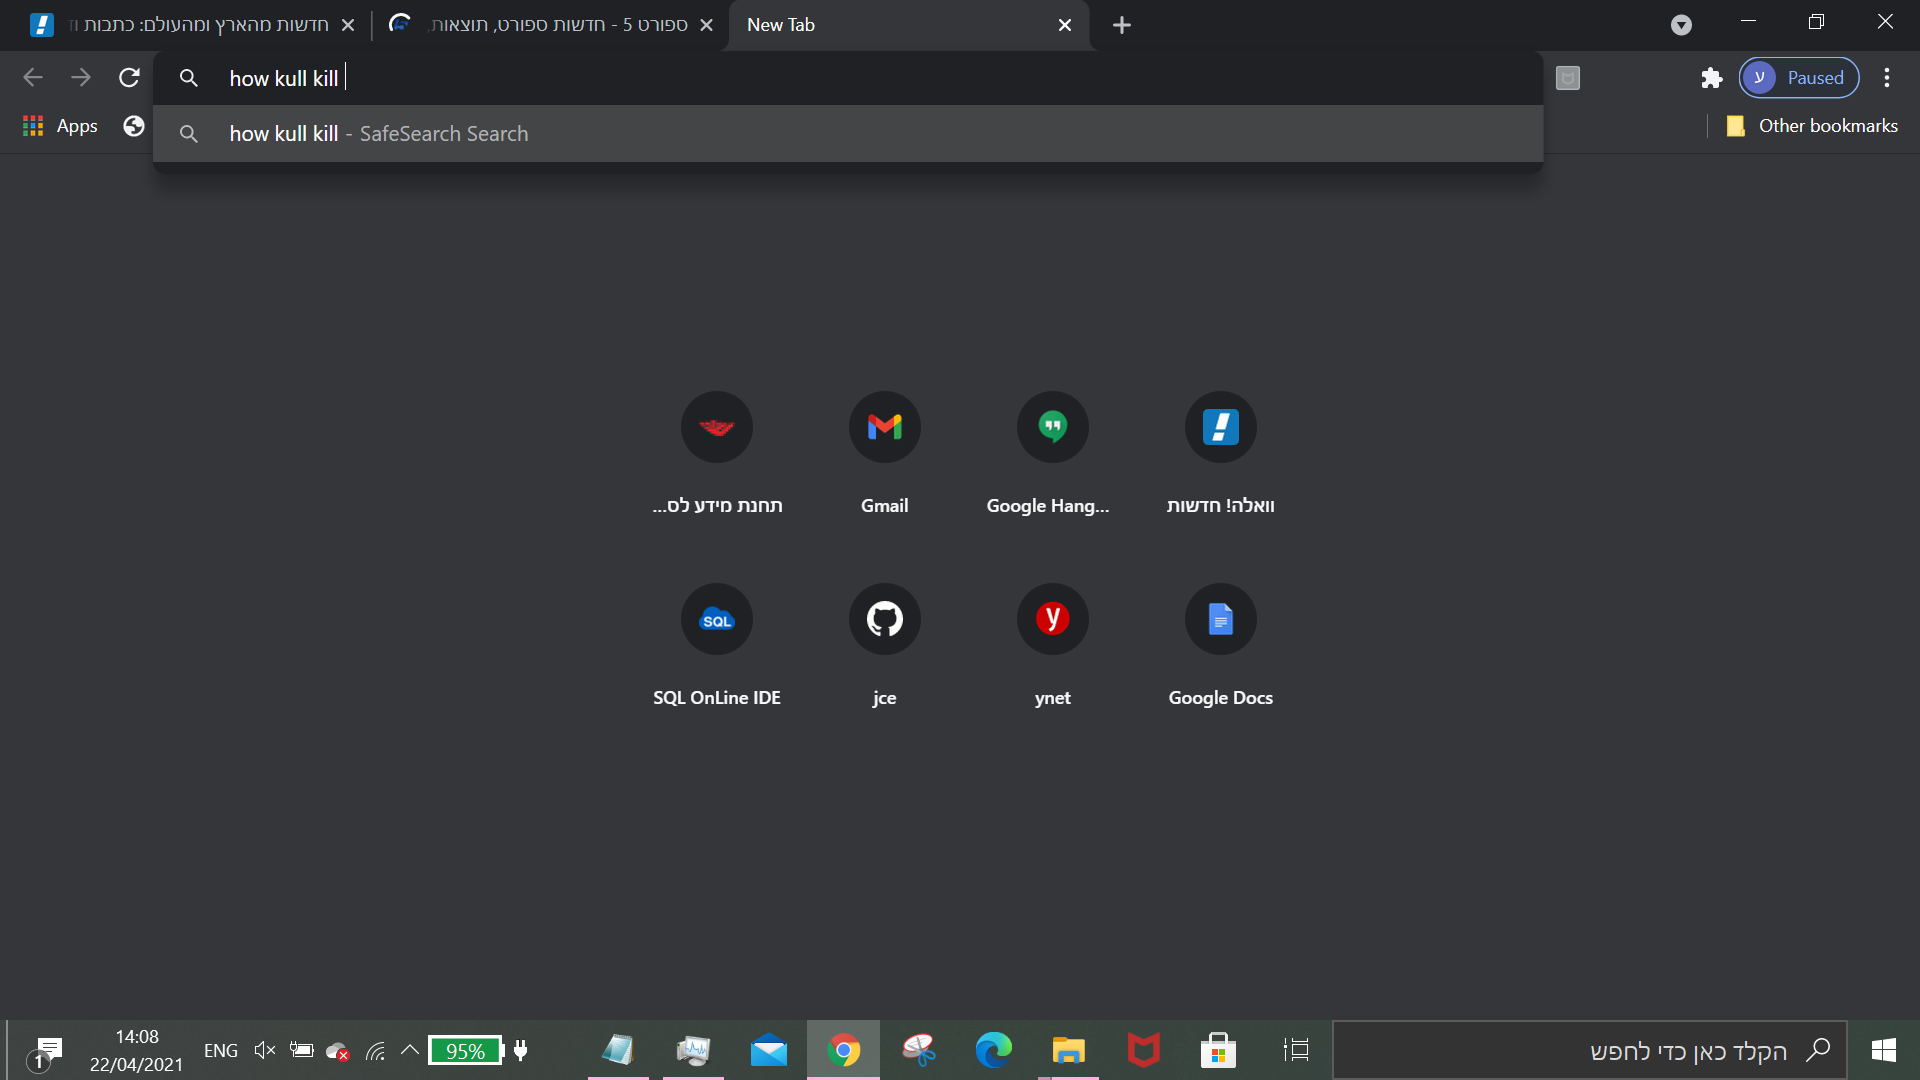 חדשות מהארץ ומהעולם: כתבות
ספורט 5 - חדשות ספורט, תוצאות,
New Tab
how kull kill
Paused
Apps
how kull kill - SafeSearch Search
Other bookmarks
תחנת מידע לס...
Gmail
Google Hang...
וואלה! חדשות
SQL
y
SQL OnLine IDE
jce
ynet
Google Docs
1
14:08
22/04/2021
ENG
95%
הקלד כאן כדי לחפש